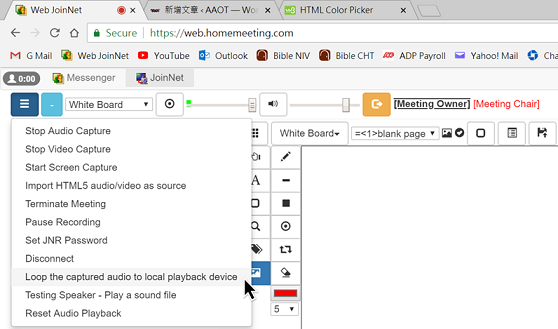 Web JoinNet
新增文章 ‹ AAOT — Wor
HTML Color Picker
Secure https://web.homemeeting.com
G Mail Web JoinNet YouTube Outlook Bible NIV Bible CHT ADP Payroll Yahoo! Mail
0:00 Messenger JoinNet
White Board [Meeting Owner] [Meeting Chair]
Stop Audio Capture
Stop Video Capture
Start Screen Capture
Import HTML5 audio/video as source
Terminate Meeting
Pause Recording
Set JNR Password
Disconnect
Loop the captured audio to local playback device
Testing Speaker - Play a sound file
Reset Audio Playback
White Board =<1>blank page
A
5